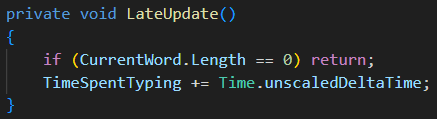 private void LateUpdate()
{
    if (CurrentWord.Length == 0) return;
    TimeSpentTyping += Time.unscaledDeltaTime;
}